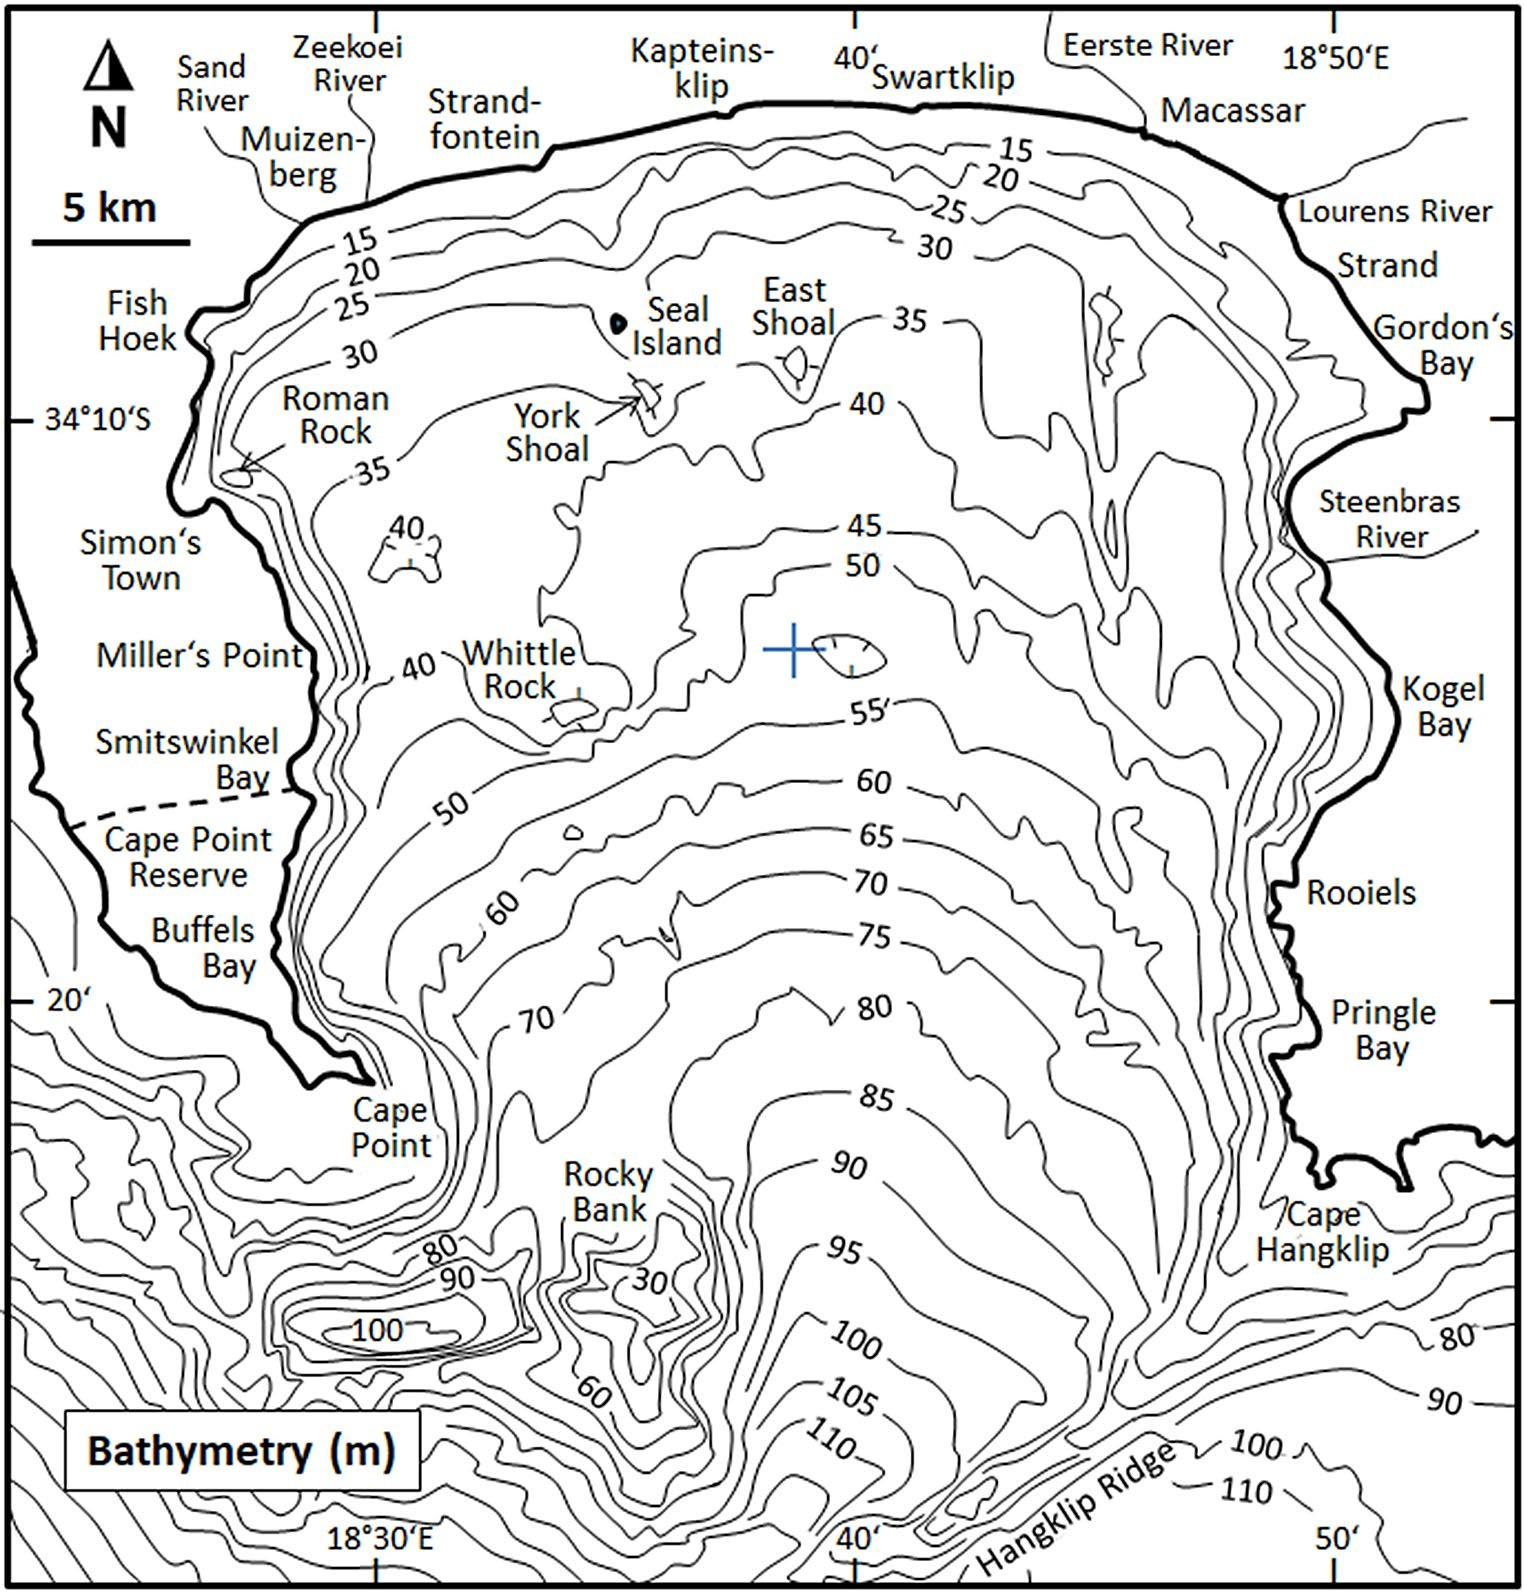 Zeekoei
River
Sand
River
Kapteins-
klip
40‘
Swartklip
Eerste River
18°50‘E
N
Muizen-
berg
Strand-
fontein
Macassar
5 km
15
20
25
30
15
20
25
30
Lourens River
Strand
Fish
Hoek
Seal
Island
East
Shoal
35
Gordon‘s
Bay
34°10‘S
Roman
Rock
York
Shoal
40
35
Simon‘s
Town
40
45
50
Steenbras
River
Miller‘s Point
40
Whittle
Rock
Kogel
Bay
55
Smitswinkel
Bay
50
60
Cape Point
Reserve
65
70
Rooiels
60
Buffels
Bay
75
20‘
70
80
Pringle
Bay
Cape
Point
85
90
Rocky
Bank
Cape
Hangklip
80
90
100
30
95
100
60
105
110
80
90
Bathymetry (m)
Hangklip Ridge
100
110
18°30‘E
40‘
50‘